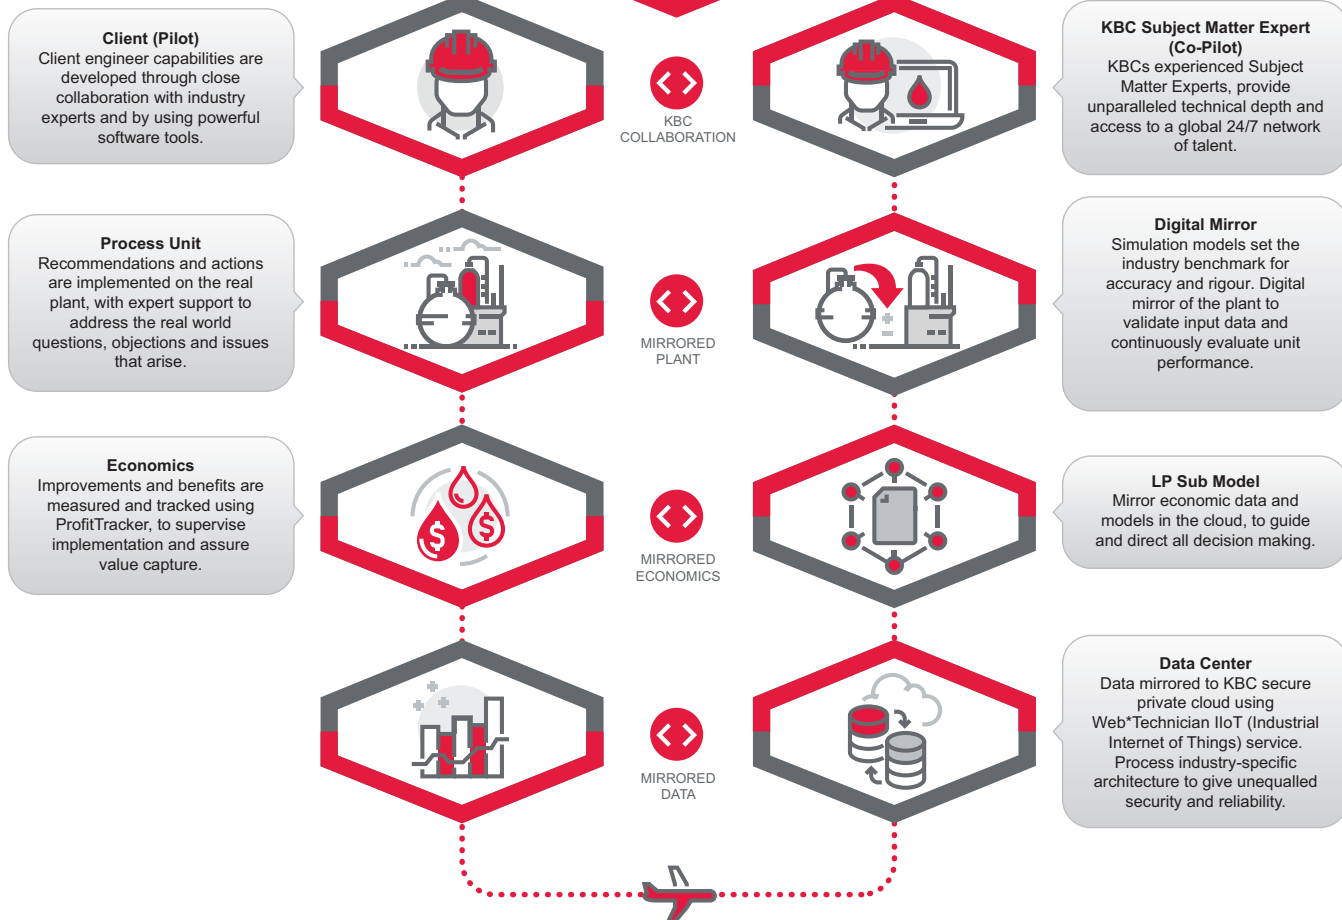 Client (Pilot)
Client engineer capabilities are
developed through close
collaboration with industry
experts and by using powerful
software tools.
KBC
COLLABORATION
KBC Subject Matter Expert
(Co-Pilot)
KBCs experienced Subject
Matter Experts, provide
unparalleled technical depth and
access to a global 24/7 network
of talent.
Process Unit
Recommendations and actions
are implemented on the real
plant, with expert support to
address the real world
questions, objections and issues
that arise.
MIRRORED
PLANT
Digital Mirror
Simulation models set the
industry benchmark for
accuracy and rigour. Digital
mirror of the plant to
validate input data and
continuously evaluate unit
performance.
Economics
Improvements and benefits are
measured and tracked using
ProfitTracker, to supervise
implementation and assure
value capture.
$
$
MIRRORED
ECONOMICS
LP Sub Model
Mirror economic data and
models in the cloud, to guide
and direct all decision making.
MIRRORED
DATA
Data Center
Data mirrored to KBC secure
private cloud using
Web*Technician IIoT (Industrial
Internet of Things) service.
Process industry-specific
architecture to give unequalled
security and reliability.